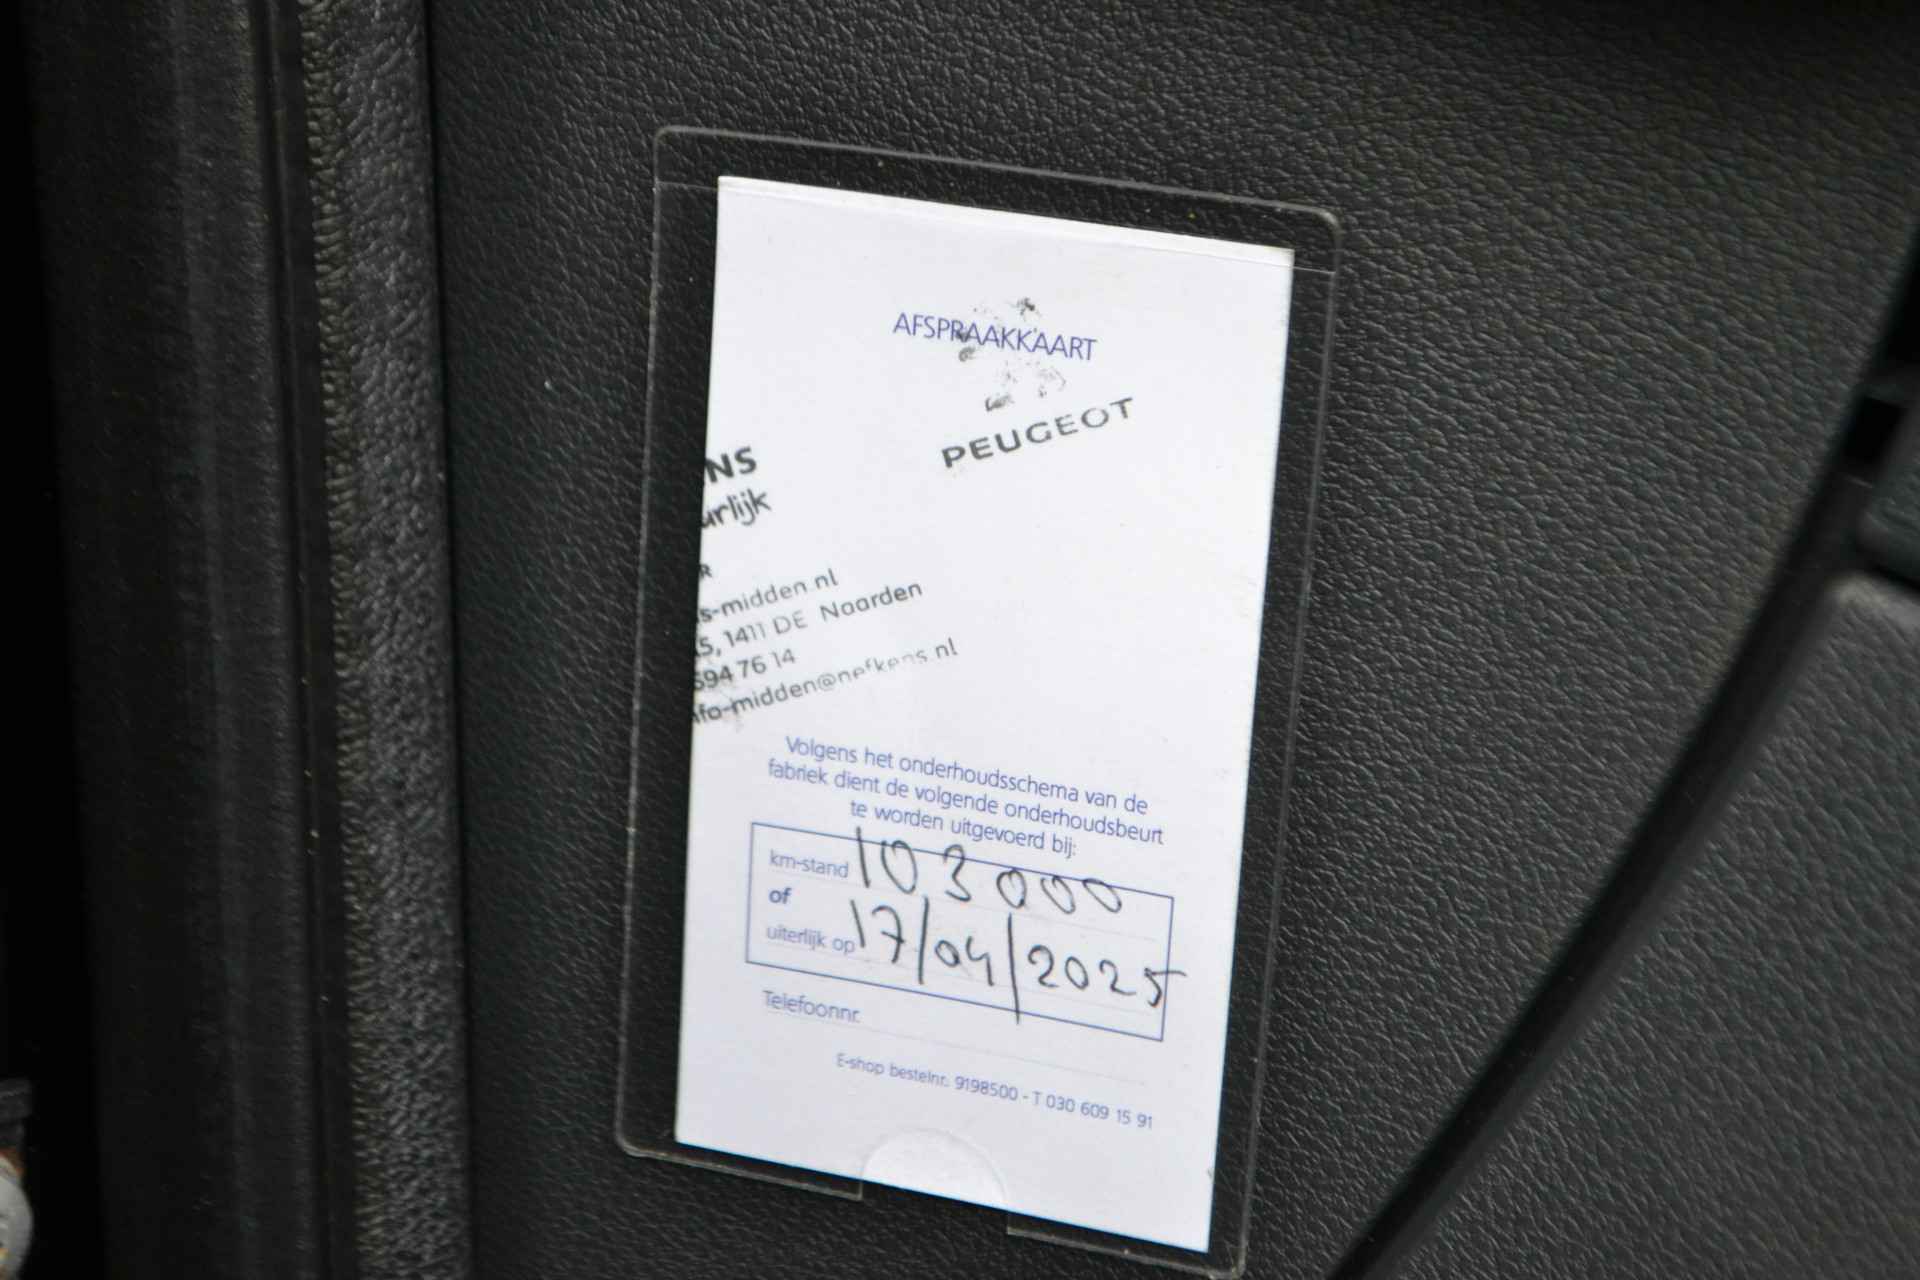 AFSPRAAKKAART
PEUGEOT
NS
urlijk
R
s-midden.nl
5, 1411 DE Naarden
694 76 14
nfo-midden@nefkens.nl
Volgens het onderhoudsschema van de
fabriek dient de volgende onderhoudsbeurt
te worden uitgevoerd bij:
km-stand 103000
of
uiterlijk op 17/04/2025
Telefoonnr.
E-shop bestelnr. 9198500 - T 030 609 15 91